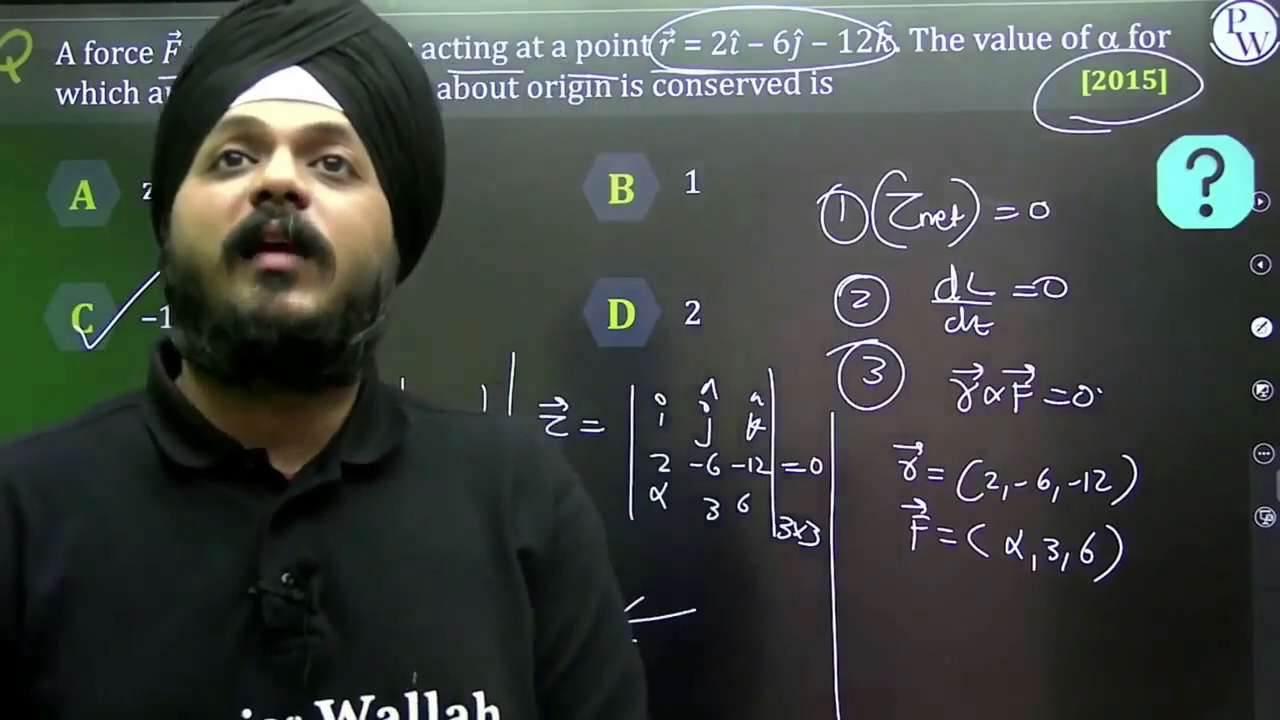 Q
A force F⃗ acting at a point r⃗ = 2î − 6ĵ − 12k̂. The value of α for
which about origin is conserved is [2015]
PW
A
B 1
C −1
D 2
?
1 (τnet) = 0
2 dL/dt = 0
3 r⃗ × F⃗ = 0
τ⃗ = | î ĵ k̂ |
2 -6 -12 = 0
α 3 6
3x3
r⃗ = (2, -6, -12)
F⃗ = (α, 3, 6)
Wallah